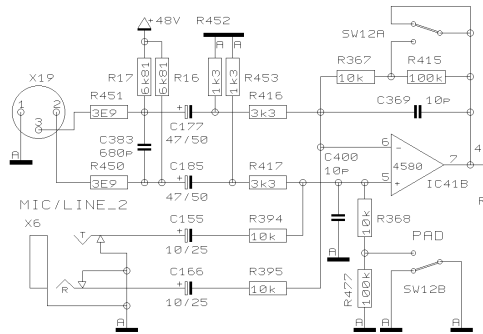 +48V R452
SW12A
A A
X19 R17 6k81 6k81 R16 1k3 1k3 R453 R367 R415
10k 100k
1 2 R451 R416
3 3E9 + C177 3k3 C369 10p
C383 47/50
680p
A R450 C185 R417 C400 6 - 7 4
3E9 + 47/50 3k3 10p 5 + 4580 IC41B
MIC/LINE_2
X6 C155 R394 R368 PAD
T + 10k 10k
10/25 A
C166 R395 R477 SW12B
R + 10k 100k
10/25
A A A A